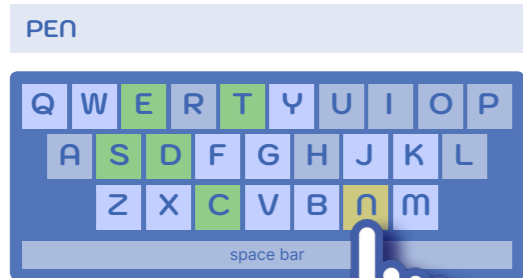 PEN
Q W E R T Y U I O P
A S D F G H J K L
Z X C V B N M
space bar